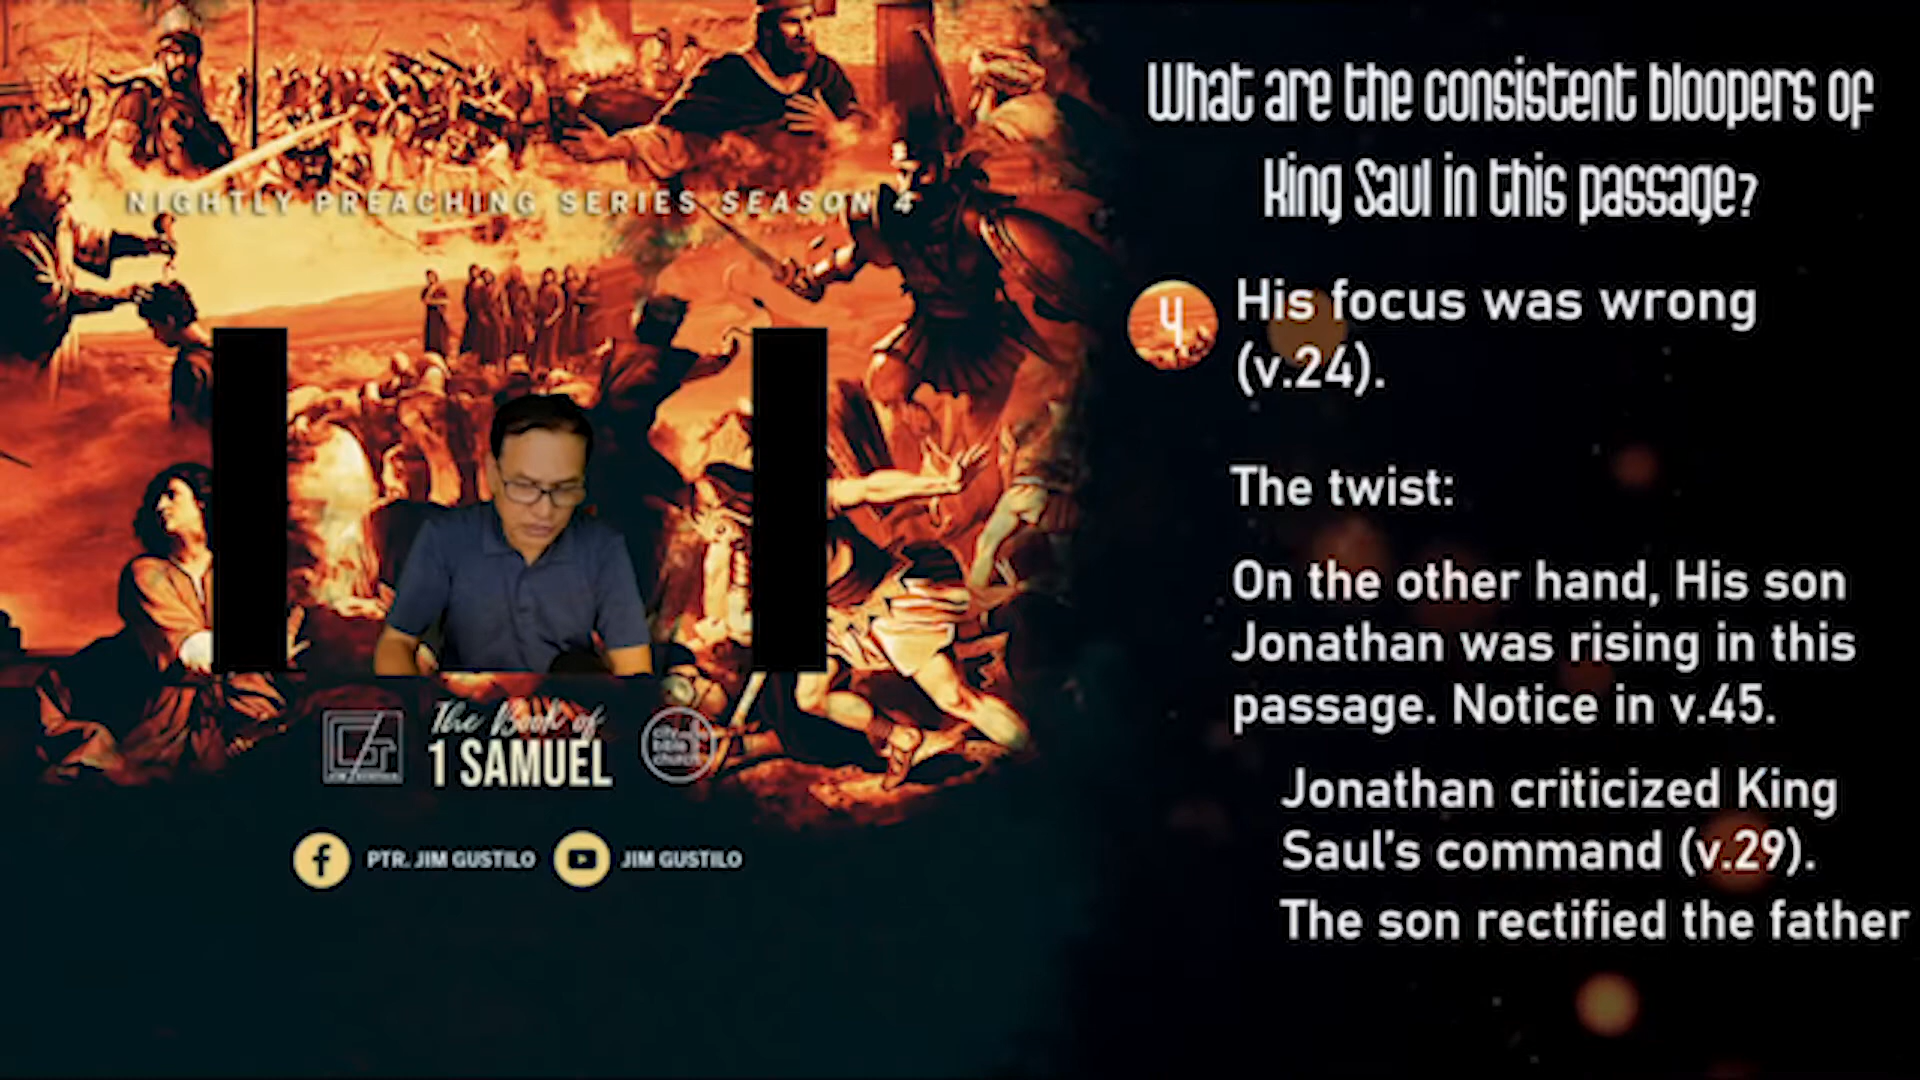 NIGHTLY PREACHING SERIES SEASON 4
The Book of
1 SAMUEL
city
bible
church
PTR. JIM GUSTILO
JIM GUSTILO
What are the consistent bloopers of
King Saul in this passage?
4
His focus was wrong
(v.24).
The twist:
On the other hand, His son
Jonathan was rising in this
passage. Notice in v.45.
Jonathan criticized King
Saul's command (v.29).
The son rectified the father